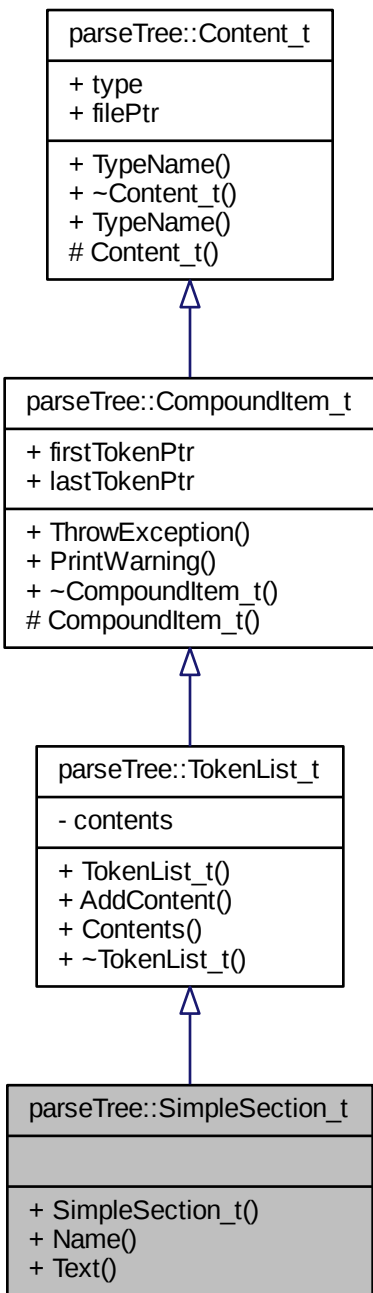 parseTree::Content_t
+ type
+ filePtr
+ TypeName()
+ ~Content_t()
+ TypeName()
# Content_t()
parseTree::CompoundItem_t
+ firstTokenPtr
+ lastTokenPtr
+ ThrowException()
+ PrintWarning()
+ ~CompoundItem_t()
# CompoundItem_t()
parseTree::TokenList_t
- contents
+ TokenList_t()
+ AddContent()
+ Contents()
+ ~TokenList_t()
parseTree::SimpleSection_t
+ SimpleSection_t()
+ Name()
+ Text()